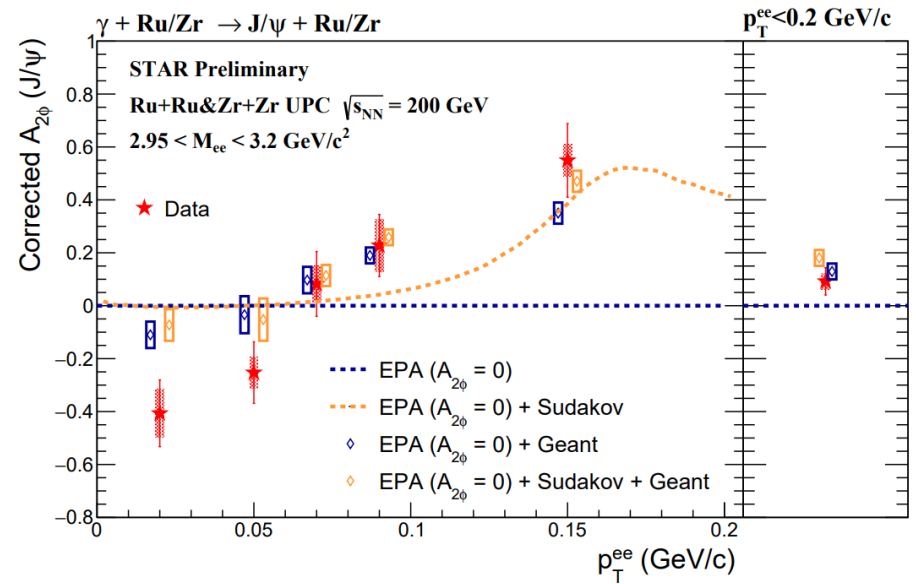 γ + Ru/Zr → J/ψ + Ru/Zr
p_T^ee<0.2 GeV/c
Corrected A_2ϕ (J/ψ)
STAR Preliminary
Ru+Ru&Zr+Zr UPC √s_NN = 200 GeV
2.95 < M_ee < 3.2 GeV/c²
Data
EPA (A_2ϕ = 0)
EPA (A_2ϕ = 0) + Sudakov
EPA (A_2ϕ = 0) + Geant
EPA (A_2ϕ = 0) + Sudakov + Geant
1
0.8
0.6
0.4
0.2
0
−0.2
−0.4
−0.6
−0.8
0 0.05 0.1 0.15 0.2
p_T^ee (GeV/c)